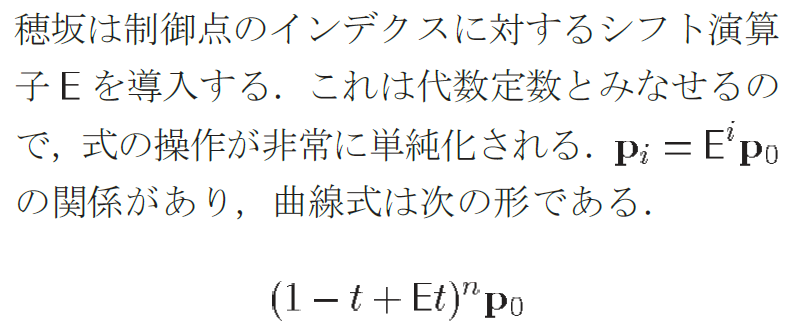 穂坂は制御点のインデクスに対するシフト演算
子 E を導入する．これは代数定数とみなせるの
で，式の操作が非常に単純化される．p_i = E^i p_0
の関係があり，曲線式は次の形である．
(1 − t + Et)^n p_0